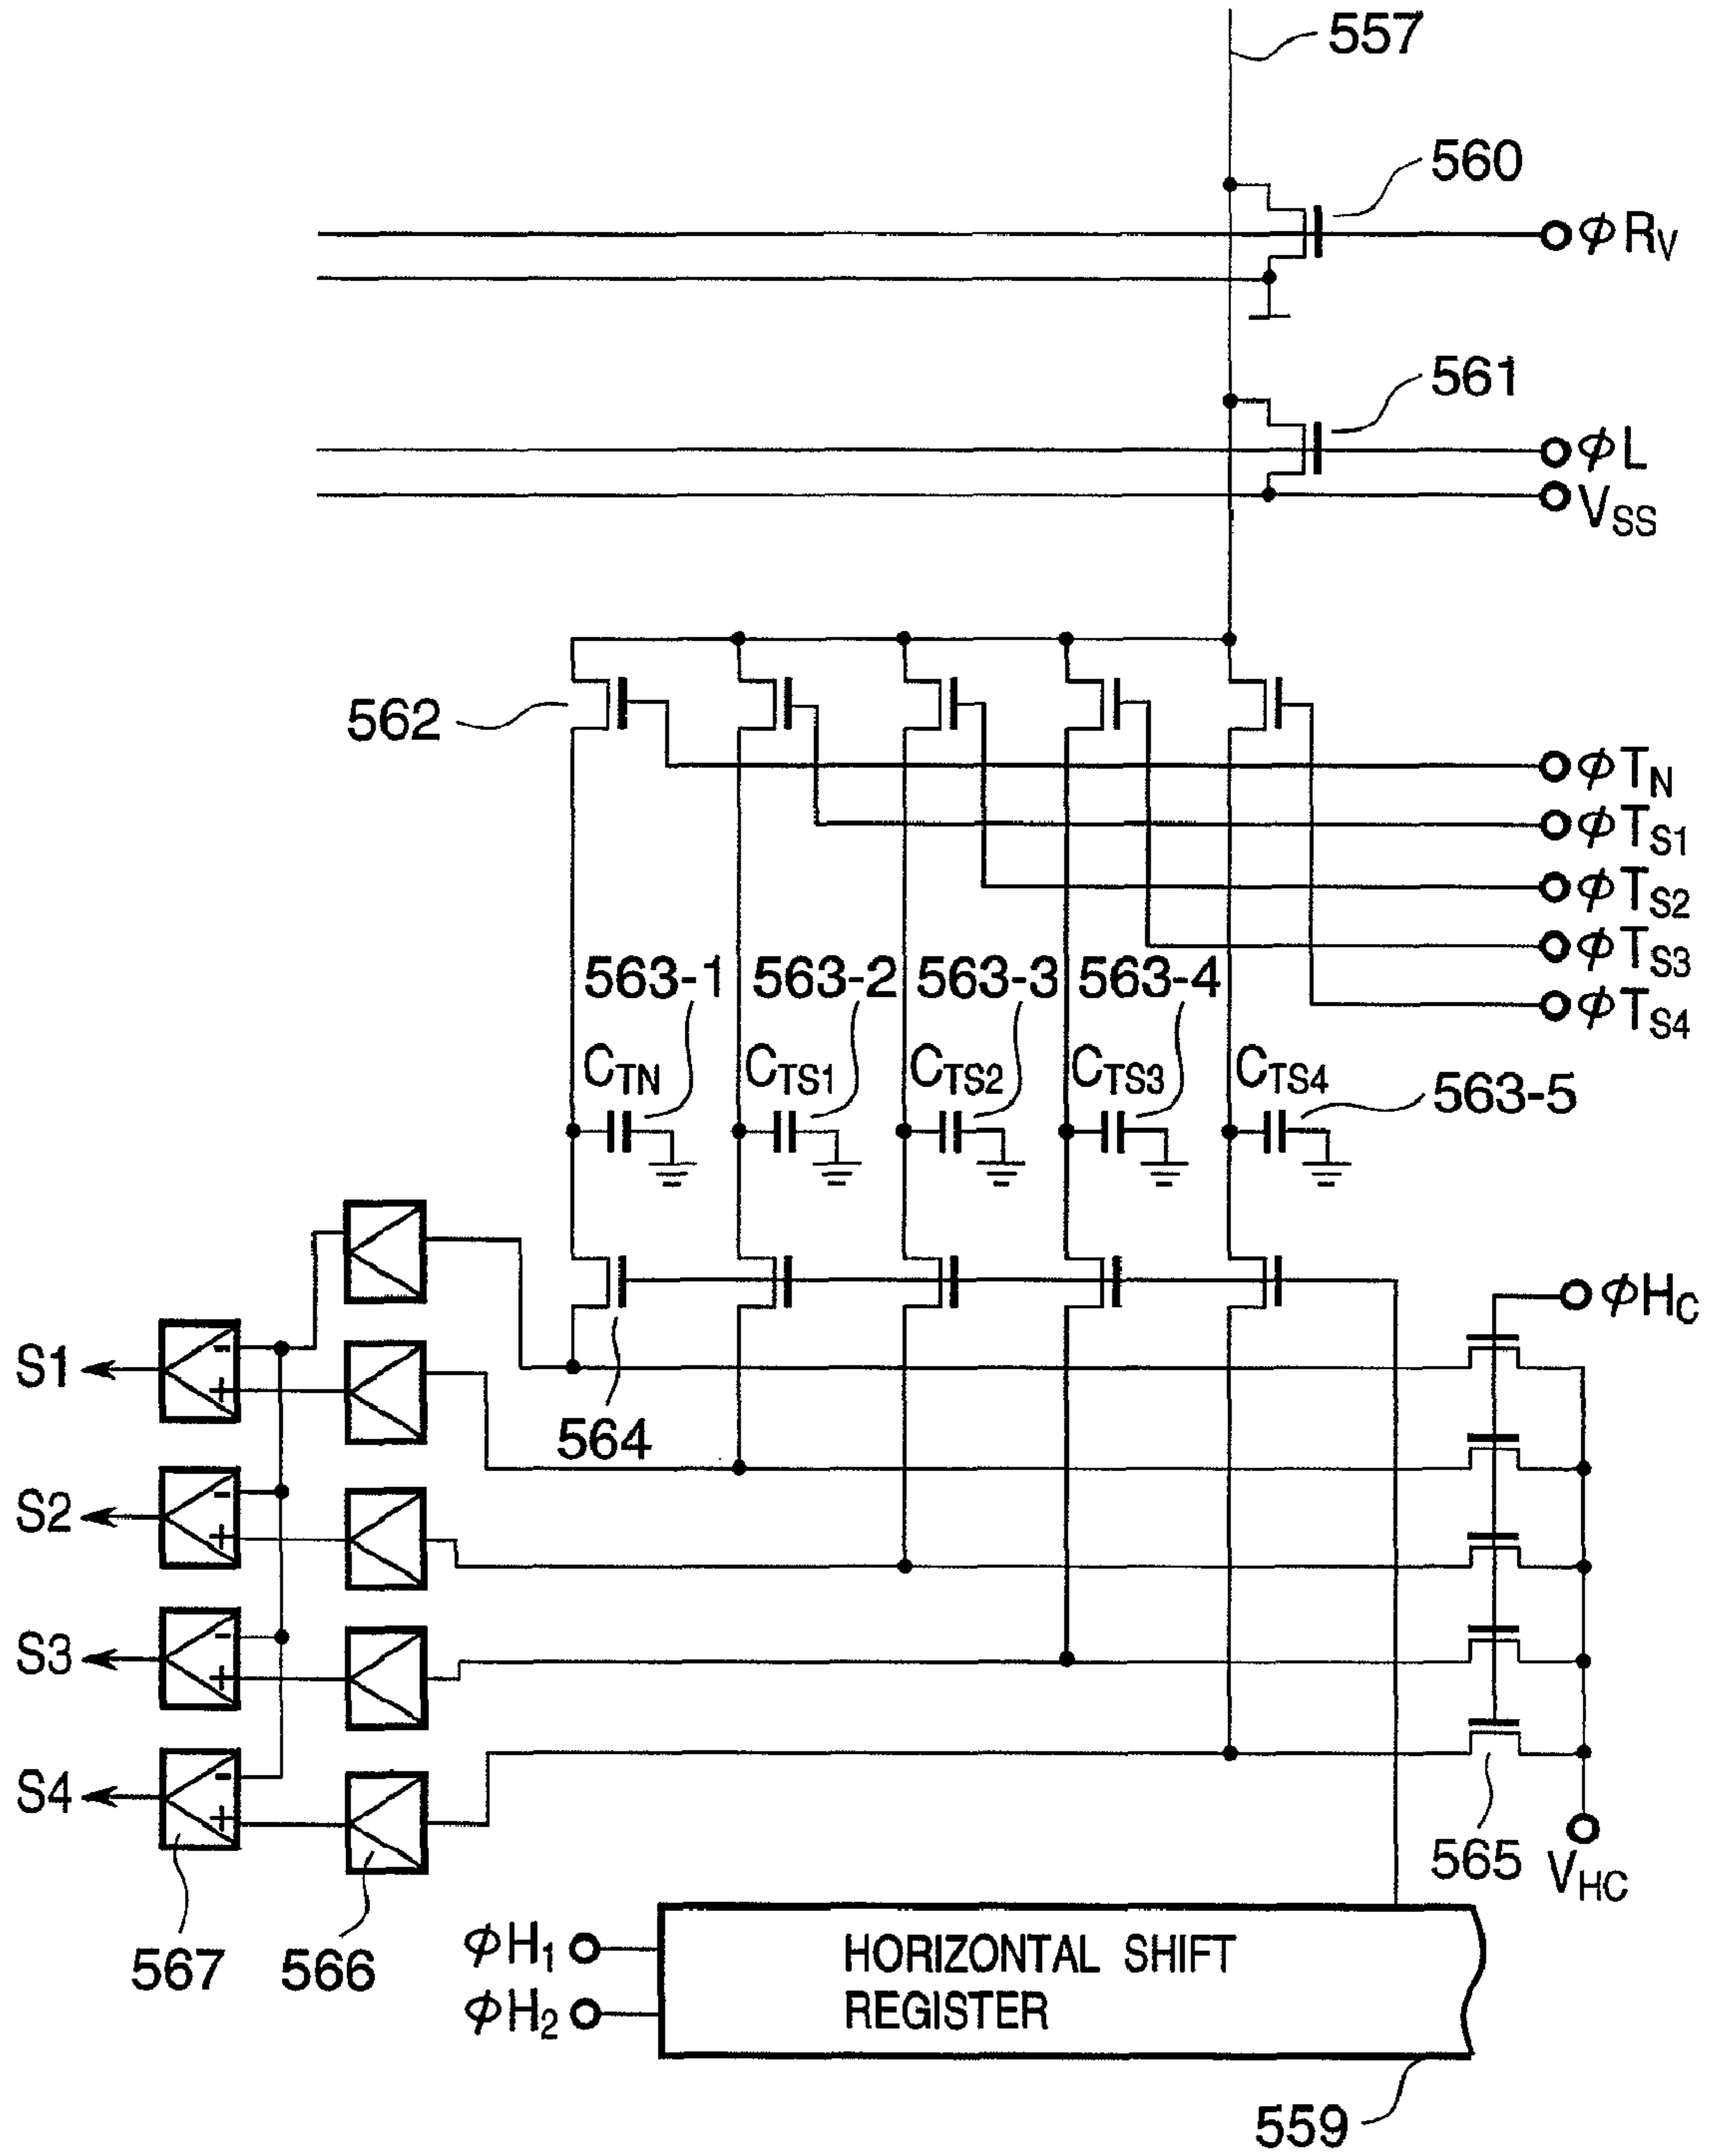 557
560
ϕRV
561
ϕL
VSS
562
ϕTN
ϕTS1
ϕTS2
ϕTS3
ϕTS4
563-1 563-2 563-3 563-4
CTN CTS1 CTS2 CTS3 CTS4
563-5
ϕHC
- +
S1
564
- +
S2
- +
S3
- +
S4
565
VHC
567 566
ϕH1
ϕH2
HORIZONTAL SHIFT
REGISTER
559